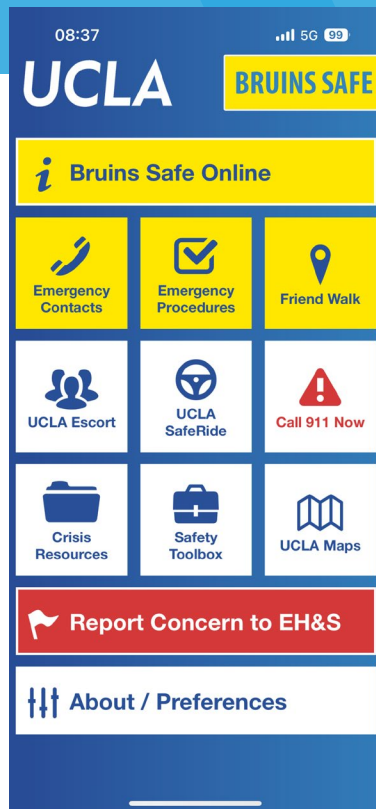 08:37
5G 99
UCLA
BRUINS SAFE
Bruins Safe Online
Emergency
Contacts
Emergency
Procedures
Friend Walk
UCLA Escort
UCLA
SafeRide
Call 911 Now
Crisis
Resources
Safety
Toolbox
UCLA Maps
Report Concern to EH&S
About / Preferences